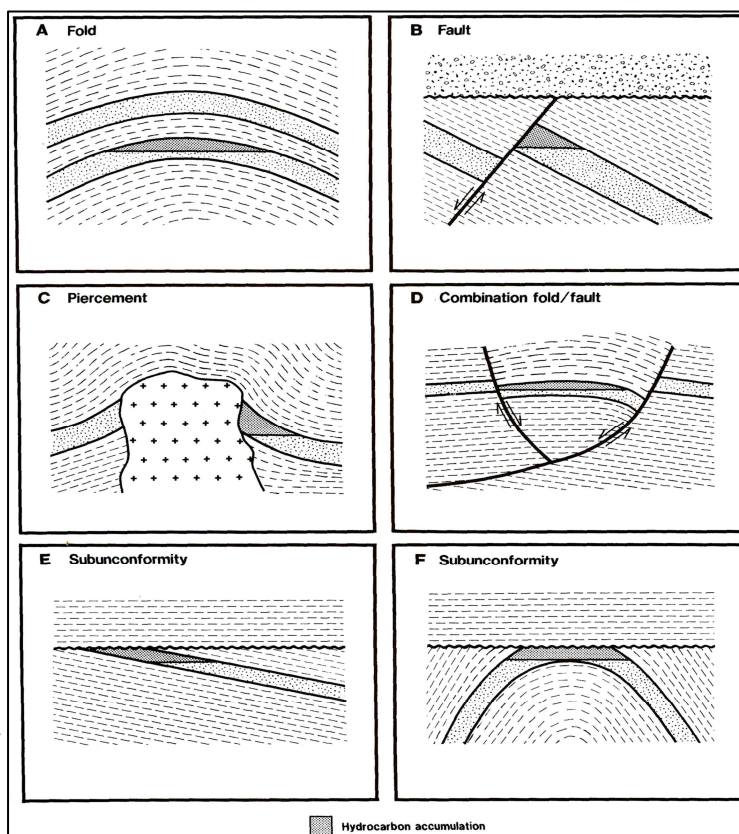 A Fold
B Fault
C Piercement
D Combination fold/fault
E Subunconformity
F Subunconformity
Hydrocarbon accumulation